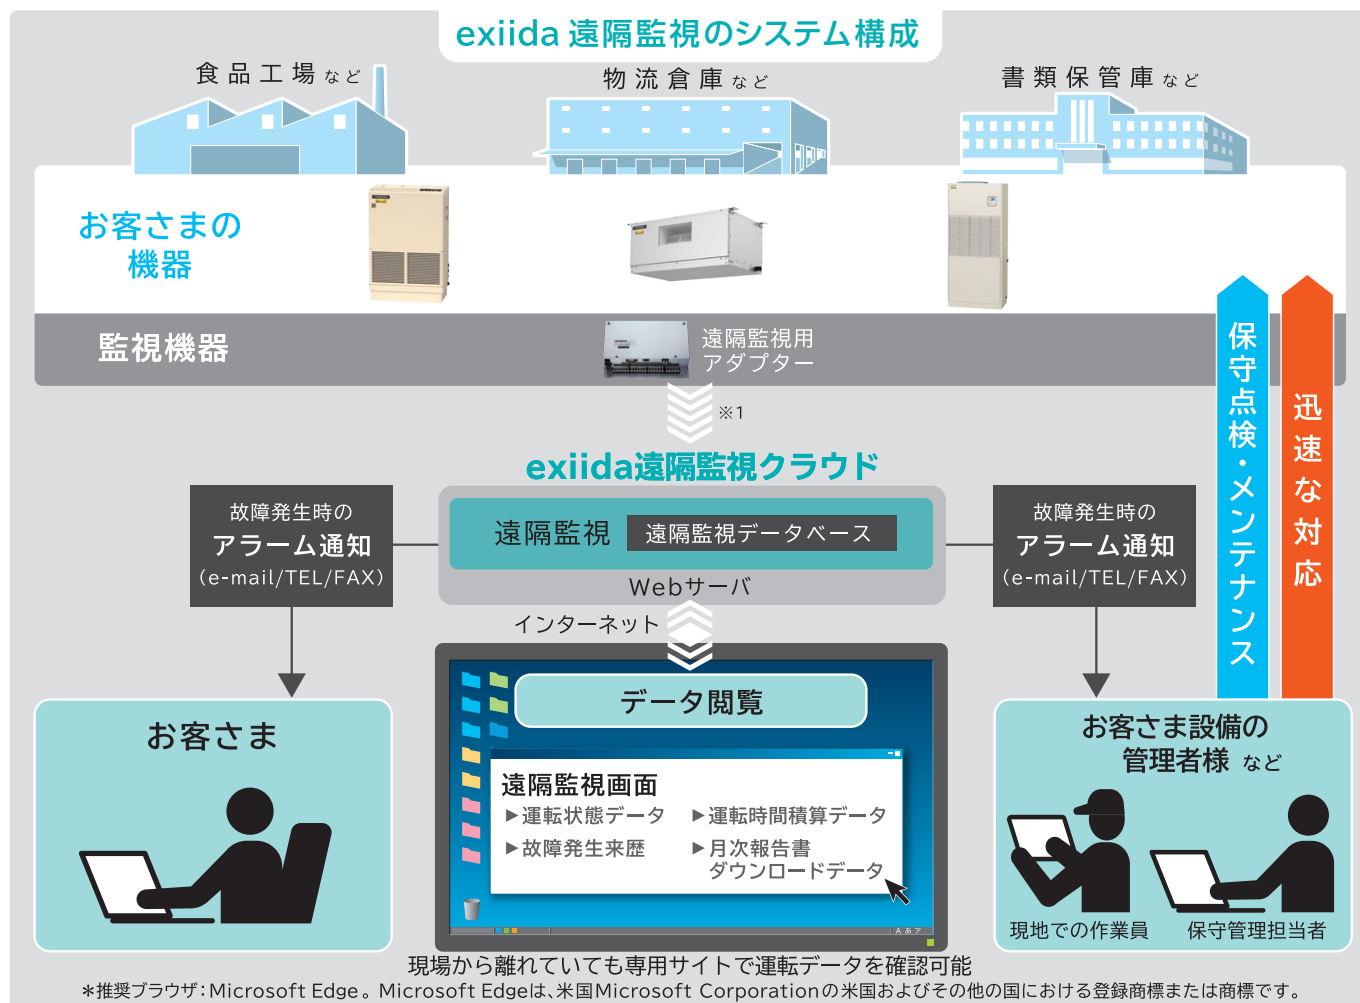 exiida 遠隔監視のシステム構成
食品工場 など
物流倉庫 など
書類保管庫 など
お客さまの
機器
監視機器
遠隔監視用
アダプター
※1
保守点検・メンテナンス
迅速な対応
exiida遠隔監視クラウド
遠隔監視
遠隔監視データベース
Webサーバ
故障発生時の
アラーム通知
(e-mail/TEL/FAX)
故障発生時の
アラーム通知
(e-mail/TEL/FAX)
インターネット
お客さま
データ閲覧
遠隔監視画面
▶運転状態データ
▶運転時間積算データ
▶故障発生来歴
▶月次報告書
ダウンロードデータ
A あ ア
お客さま設備の
管理者様 など
現地での作業員
保守管理担当者
現場から離れていても専用サイトで運転データを確認可能
*推奨ブラウザ:Microsoft Edge。Microsoft Edgeは、米国Microsoft Corporationの米国およびその他の国における登録商標または商標です。